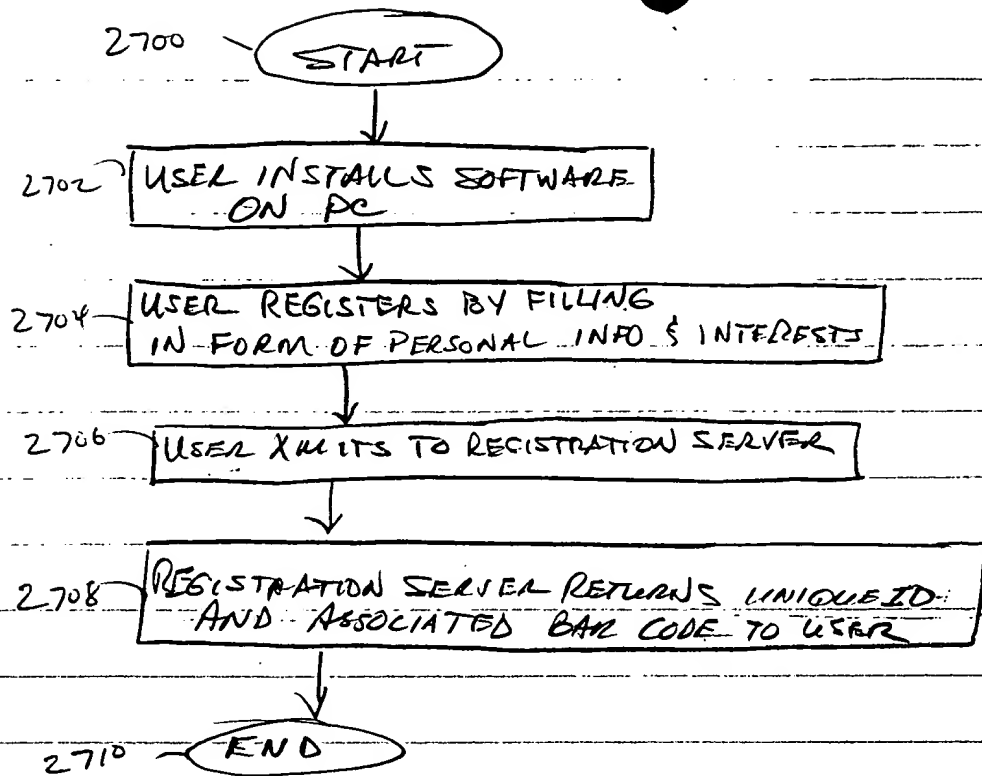 2700 START
2702 USER INSTALLS SOFTWARE
ON PC
2704 USER REGISTERS BY FILLING
IN FORM OF PERSONAL INFO & INTERESTS
2706 USER XMITS TO REGISTRATION SERVER
2708 REGISTRATION SERVER RETURNS UNIQUE ID
AND ASSOCIATED BAR CODE TO USER
2710 END